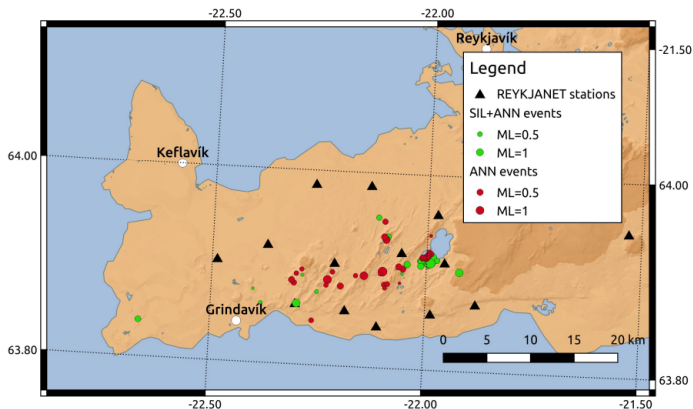 -22.50
-22.00
Reykjavík
-21.50
Legend
REYKJANET stations
SIL+ANN events
ML=0.5
ML=1
ANN events
ML=0.5
ML=1
Keflavík
64.00
64.00
Grindavík
0 5 10 15 20 km
63.80
63.80
-22.50
-22.00
-21.50